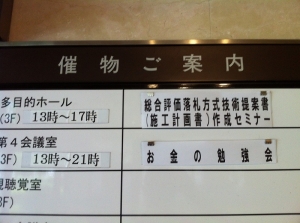 催物ご案内
多目的ホール
(3F) 13時〜17時
総合評価落札方式技術提案書
(施工計画書)作成セミナー
第4会議室
3F) 13時〜21時
お金の勉強会
視聴覚室
3F)